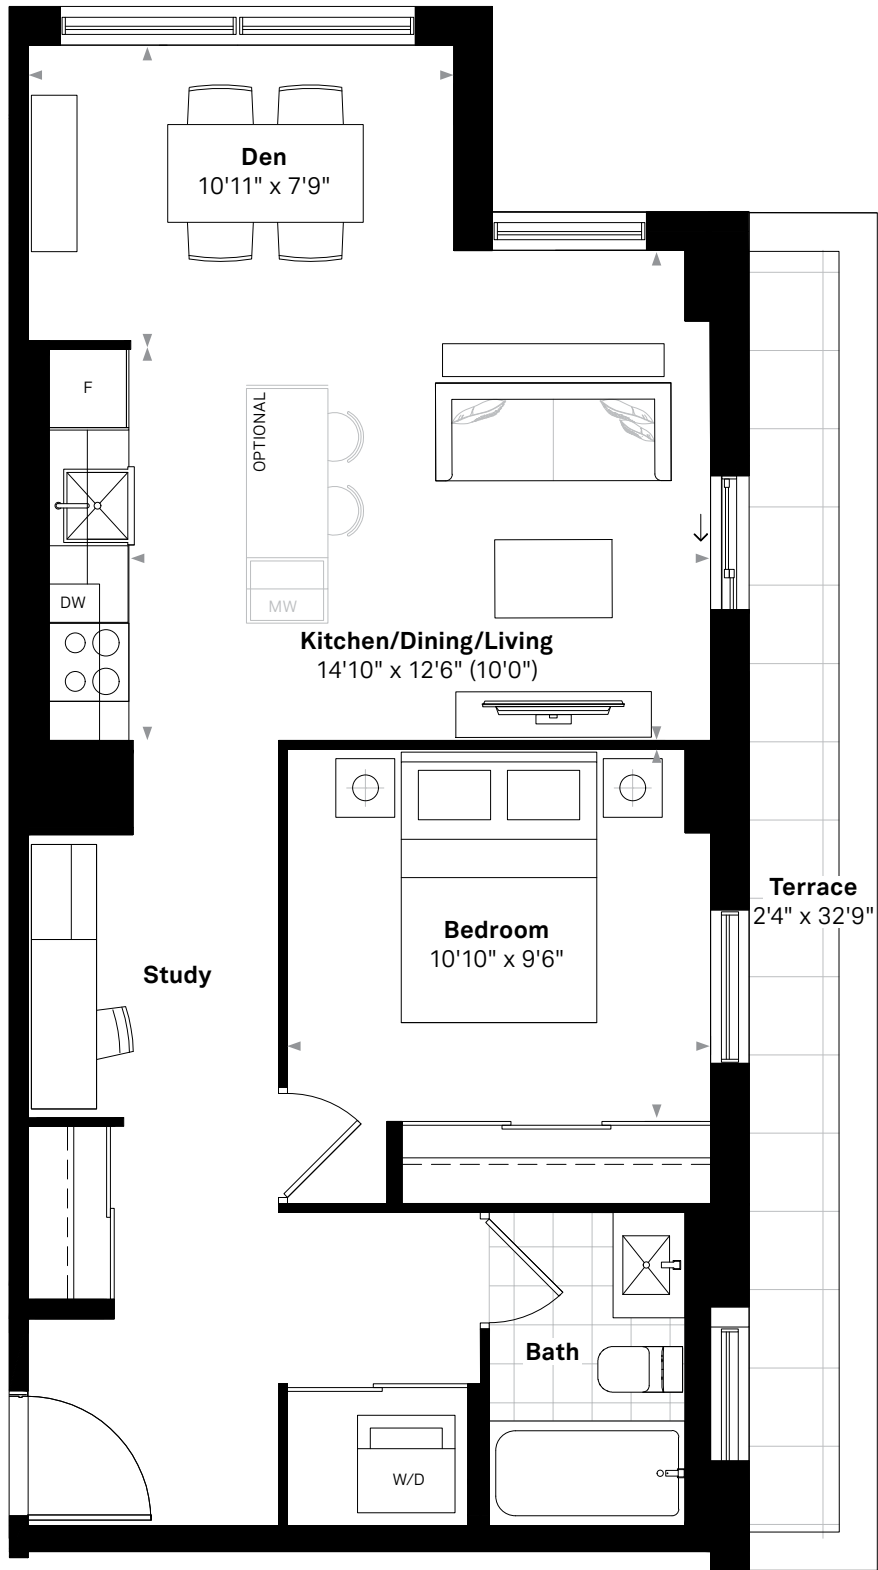 Den
10'11" x 7'9"
F
OPTIONAL
DW
MW
Kitchen/Dining/Living
14'10" x 12'6" (10'0")
Terrace
2'4" x 32'9"
Bedroom
10'10" x 9'6"
Study
Bath
W/D